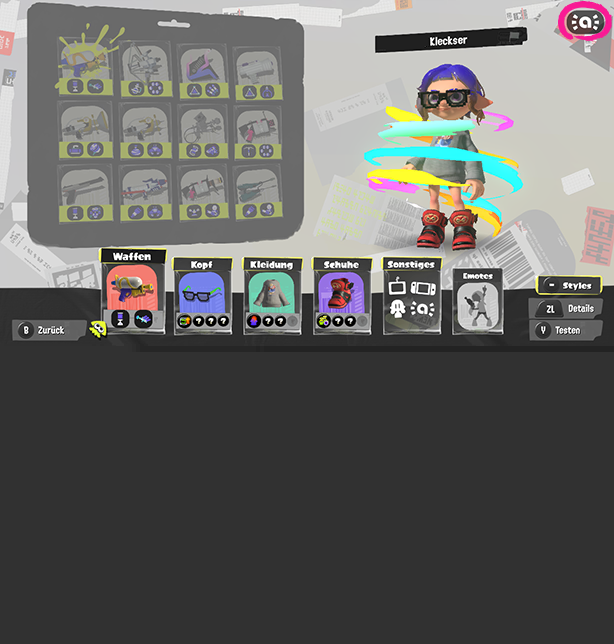 a
Kleckser
Waffen
Kopf
Kleidung
Schuhe
Sonstiges
Emotes
? ? ?
? ?
? ?
a
- Styles
ZL Details
B Zurück
Y Testen